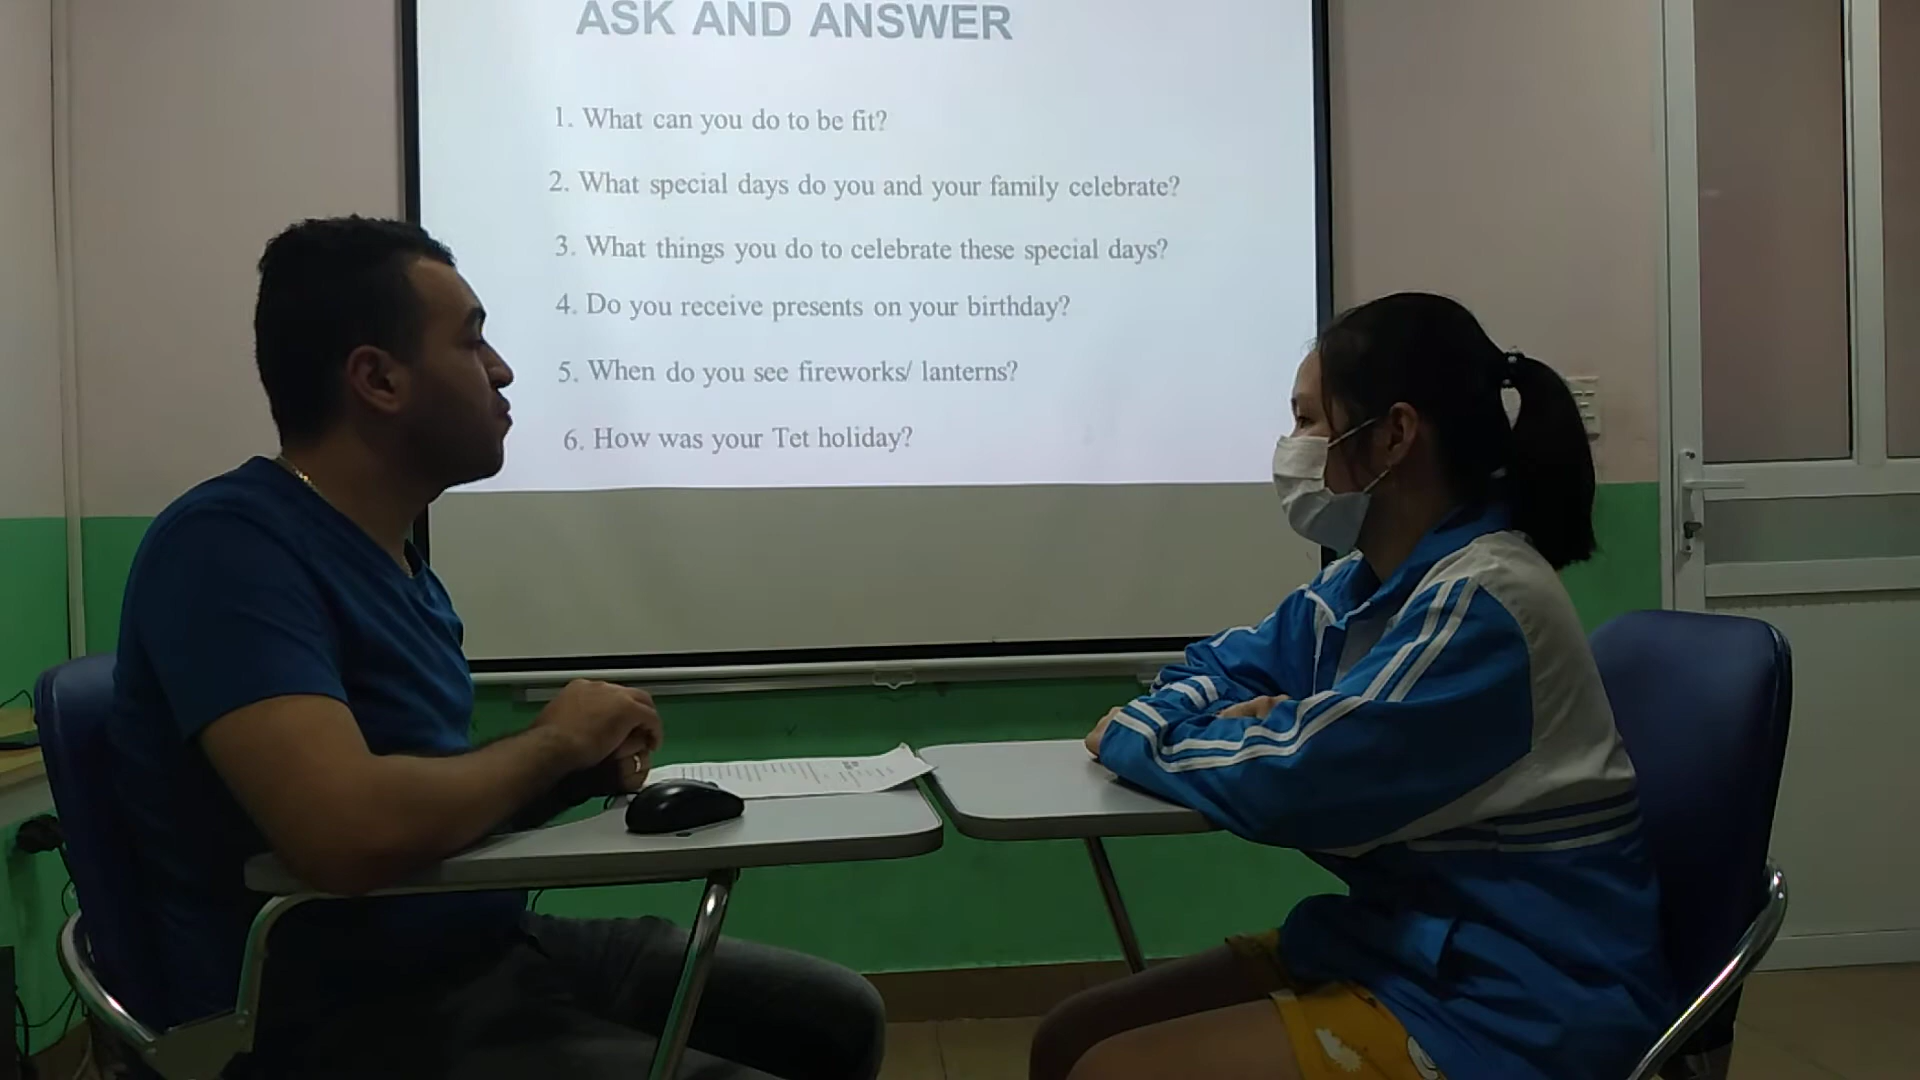 ASK AND ANSWER
1. What can you do to be fit?
2. What special days do you and your family celebrate?
3. What things you do to celebrate these special days?
4. Do you receive presents on your birthday?
5. When do you see fireworks/ lanterns?
6. How was your Tet holiday?